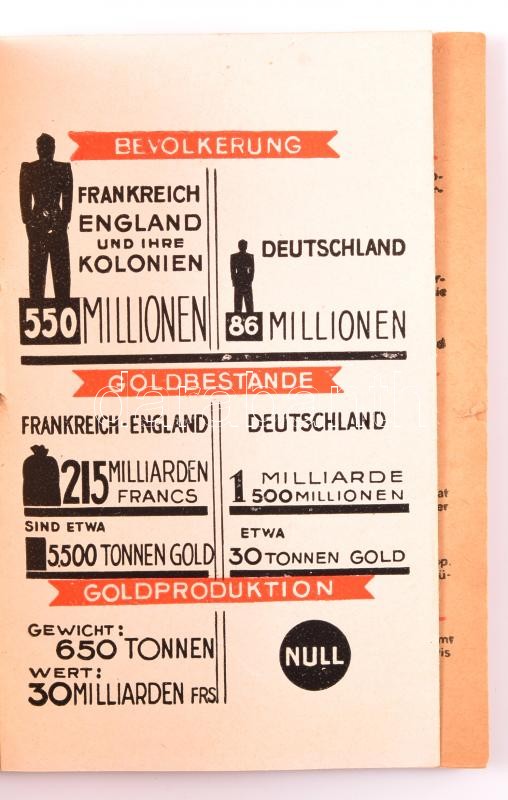 BEVOLKERUNG
FRANKREICH
ENGLAND
UND IHRE
KOLONIEN
550 MILLIONEN
DEUTSCHLAND
86 MILLIONEN
GOLDBESTANDE
FRANKREICH-ENGLAND
215 MILLIARDEN
FRANCS
SIND ETWA
5,500 TONNEN GOLD
DEUTSCHLAND
1 MILLIARDE
500 MILLIONEN
ETWA
30 TONNEN GOLD
GOLDPRODUKTION
GEWICHT:
650 TONNEN
WERT:
30 MILLIARDEN FRS.
NULL